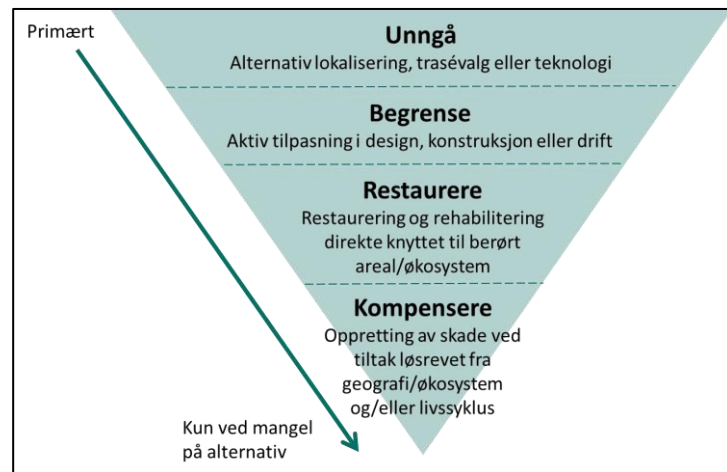 Primært
Unngå
Alternativ lokalisering, trasévalg eller teknologi
Begrense
Aktiv tilpasning i design, konstruksjon eller drift
Restaurere
Restaurering og rehabilitering
direkte knyttet til berørt
areal/økosystem
Kompensere
Oppretting av skade ved
tiltak løsrevet fra
geografi/økosystem
og/eller livssyklus
Kun ved mangel
på alternativ